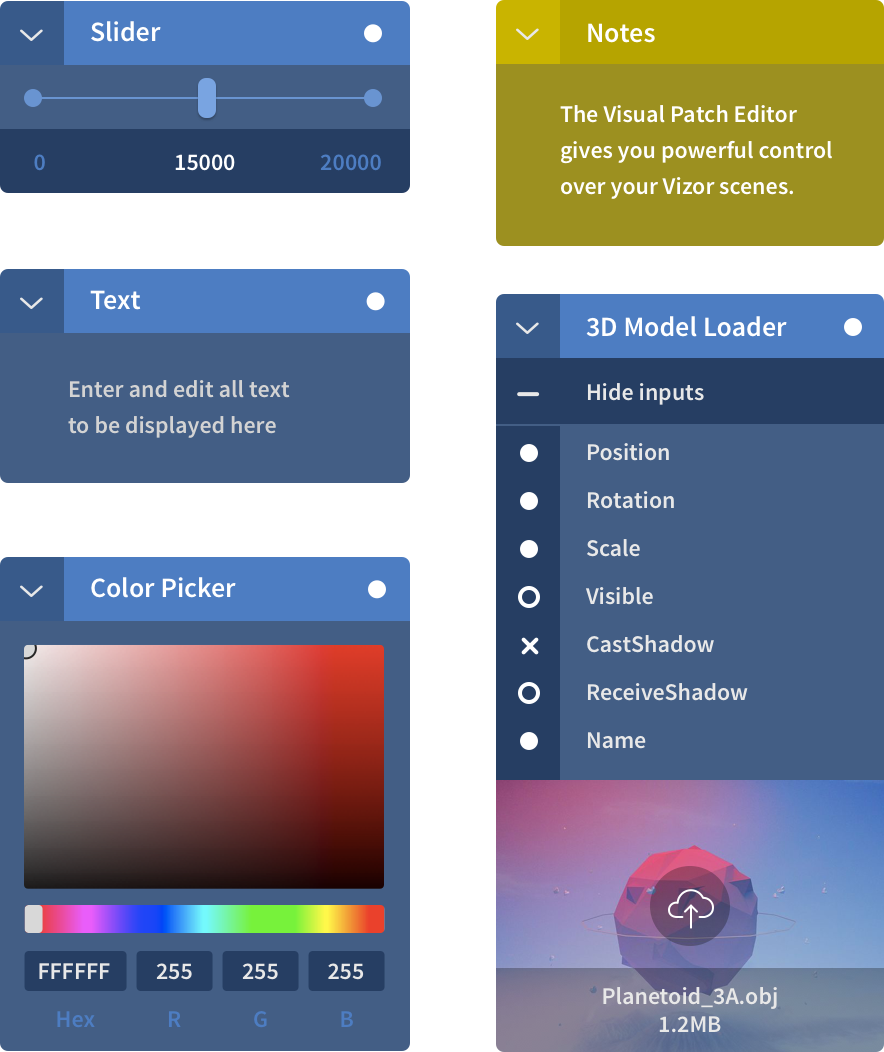 Slider
0 15000 20000
Text
Enter and edit all text
to be displayed here
Color Picker
FFFFFF 255 255 255
Hex R G B
Notes
The Visual Patch Editor
gives you powerful control
over your Vizor scenes.
3D Model Loader
Hide inputs
Position
Rotation
Scale
Visible
CastShadow
ReceiveShadow
Name
Planetoid_3A.obj
1.2MB